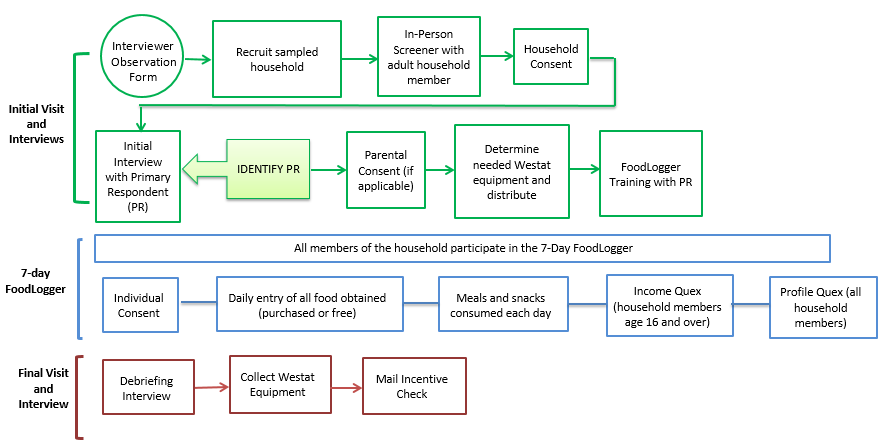 Initial Visit
and
Interviews
Interviewer
Observation
Form
Recruit sampled
household
In-Person
Screener with
adult household
member
Household
Consent
Initial
Interview
with Primary
Respondent
(PR)
IDENTIFY PR
Parental
Consent (if
applicable)
Determine
needed Westat
equipment and
distribute
FoodLogger
Training with PR
7-day
FoodLogger
All members of the household participate in the 7-Day FoodLogger
Individual
Consent
Daily entry of all food obtained
(purchased or free)
Meals and snacks
consumed each day
Income Quex
(household members
age 16 and over)
Profile Quex (all
household
members)
Final Visit
and
Interview
Debriefing
Interview
Collect Westat
Equipment
Mail Incentive
Check